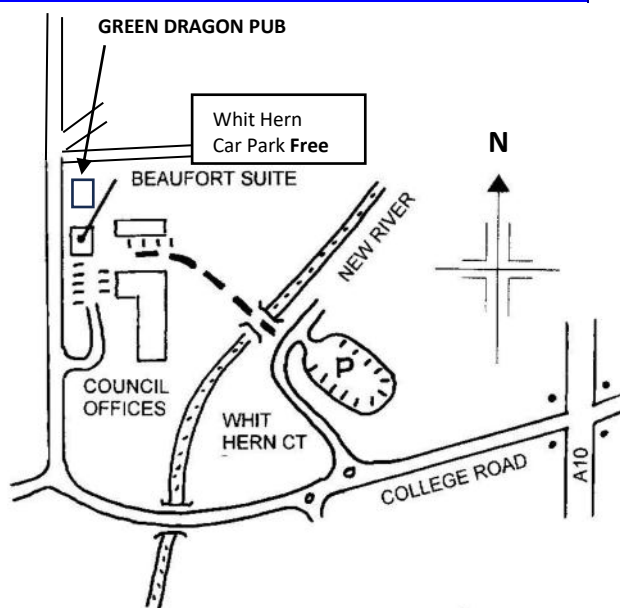 GREEN DRAGON PUB
Whit Hern
Car Park Free
N
BEAUFORT SUITE
NEW RIVER
P
COUNCIL
OFFICES
WHIT
HERN CT
COLLEGE ROAD
A10